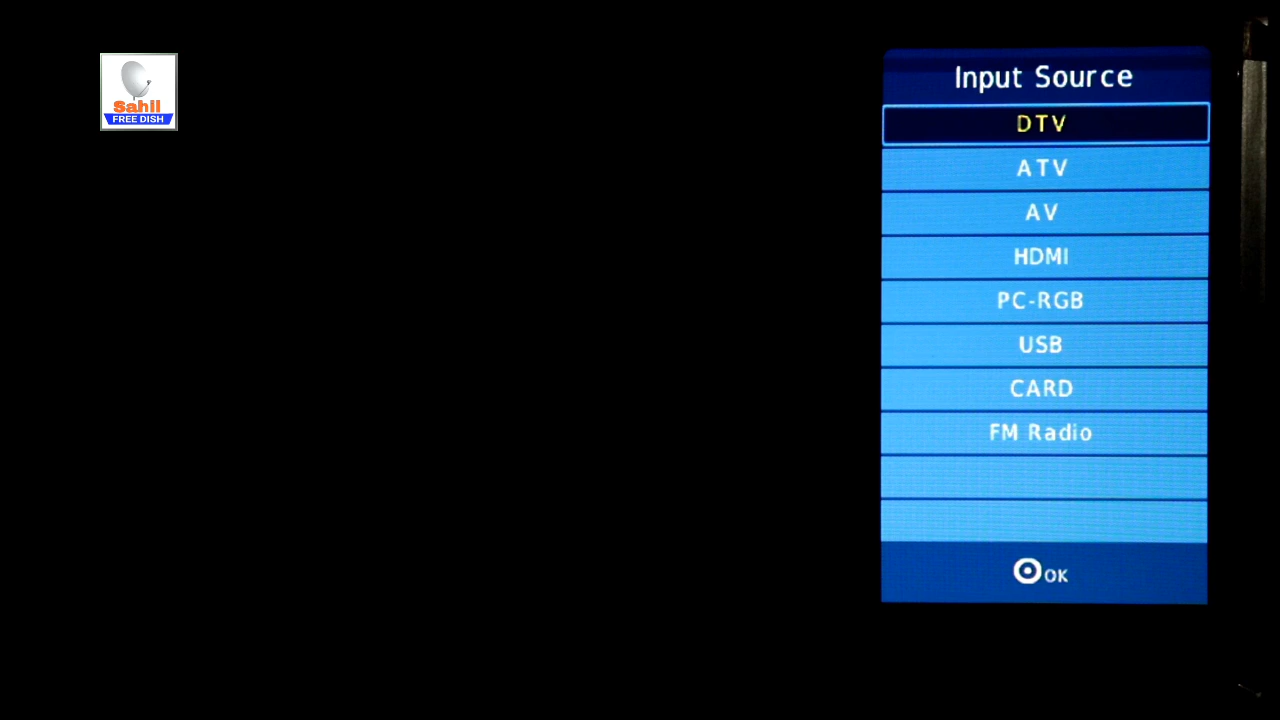 Sahil
FREE DISH
Input Source
DTV
ATV
AV
HDMI
PC-RGB
USB
CARD
FM Radio
OK